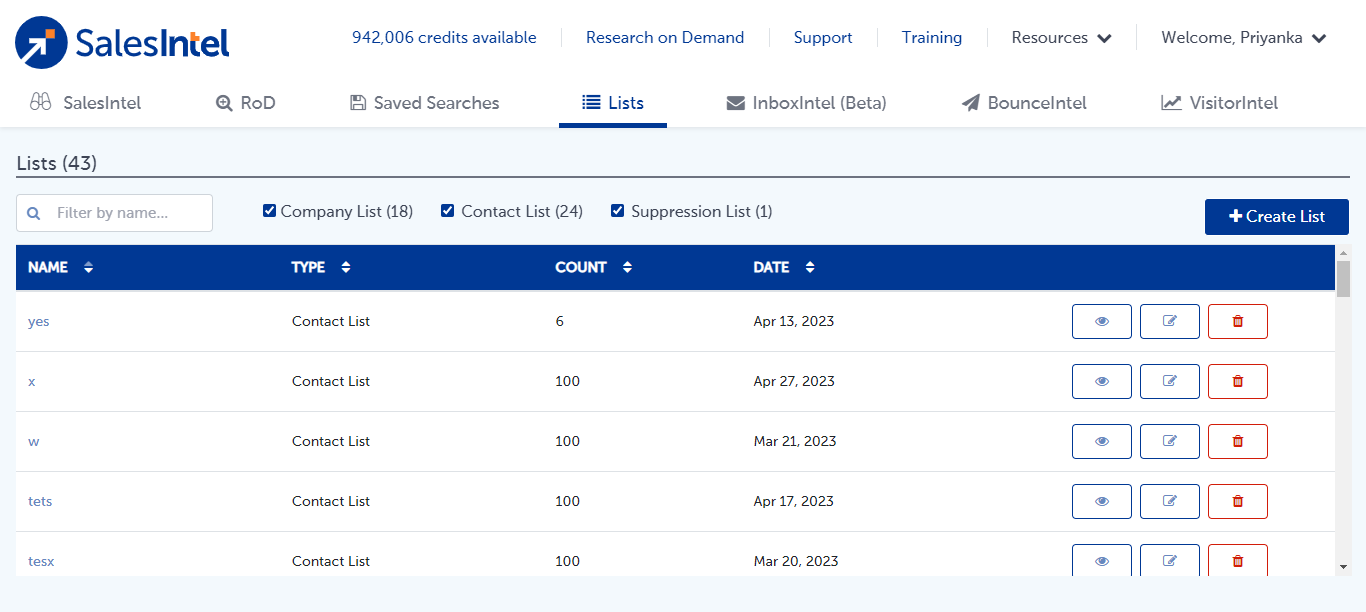 SalesIntel
942,006 credits available Research on Demand Support Training Resources Welcome, Priyanka
SalesIntel RoD Saved Searches Lists InboxIntel (Beta) BounceIntel VisitorIntel
Lists (43)
Filter by name... Company List (18) Contact List (24) Suppression List (1)
Create List
NAME TYPE COUNT DATE
yes Contact List 6 Apr 13, 2023
x Contact List 100 Apr 27, 2023
w Contact List 100 Mar 21, 2023
tets Contact List 100 Apr 17, 2023
tesx Contact List 100 Mar 20, 2023